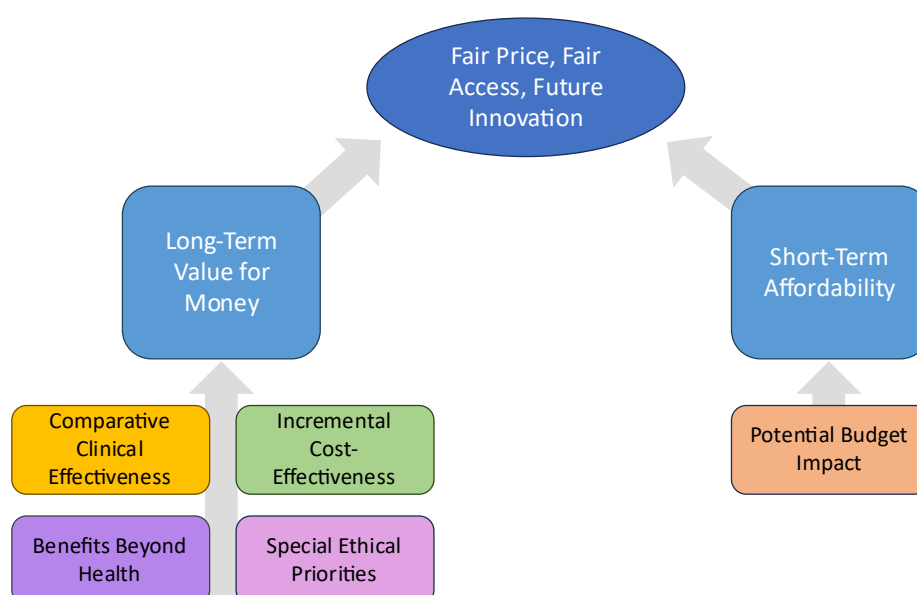 Fair Price, Fair
Access, Future
Innovation
Long-Term
Value for
Money
Short-Term
Affordability
Comparative
Clinical
Effectiveness
Incremental
Cost-
Effectiveness
Potential Budget
Impact
Benefits Beyond
Health
Special Ethical
Priorities